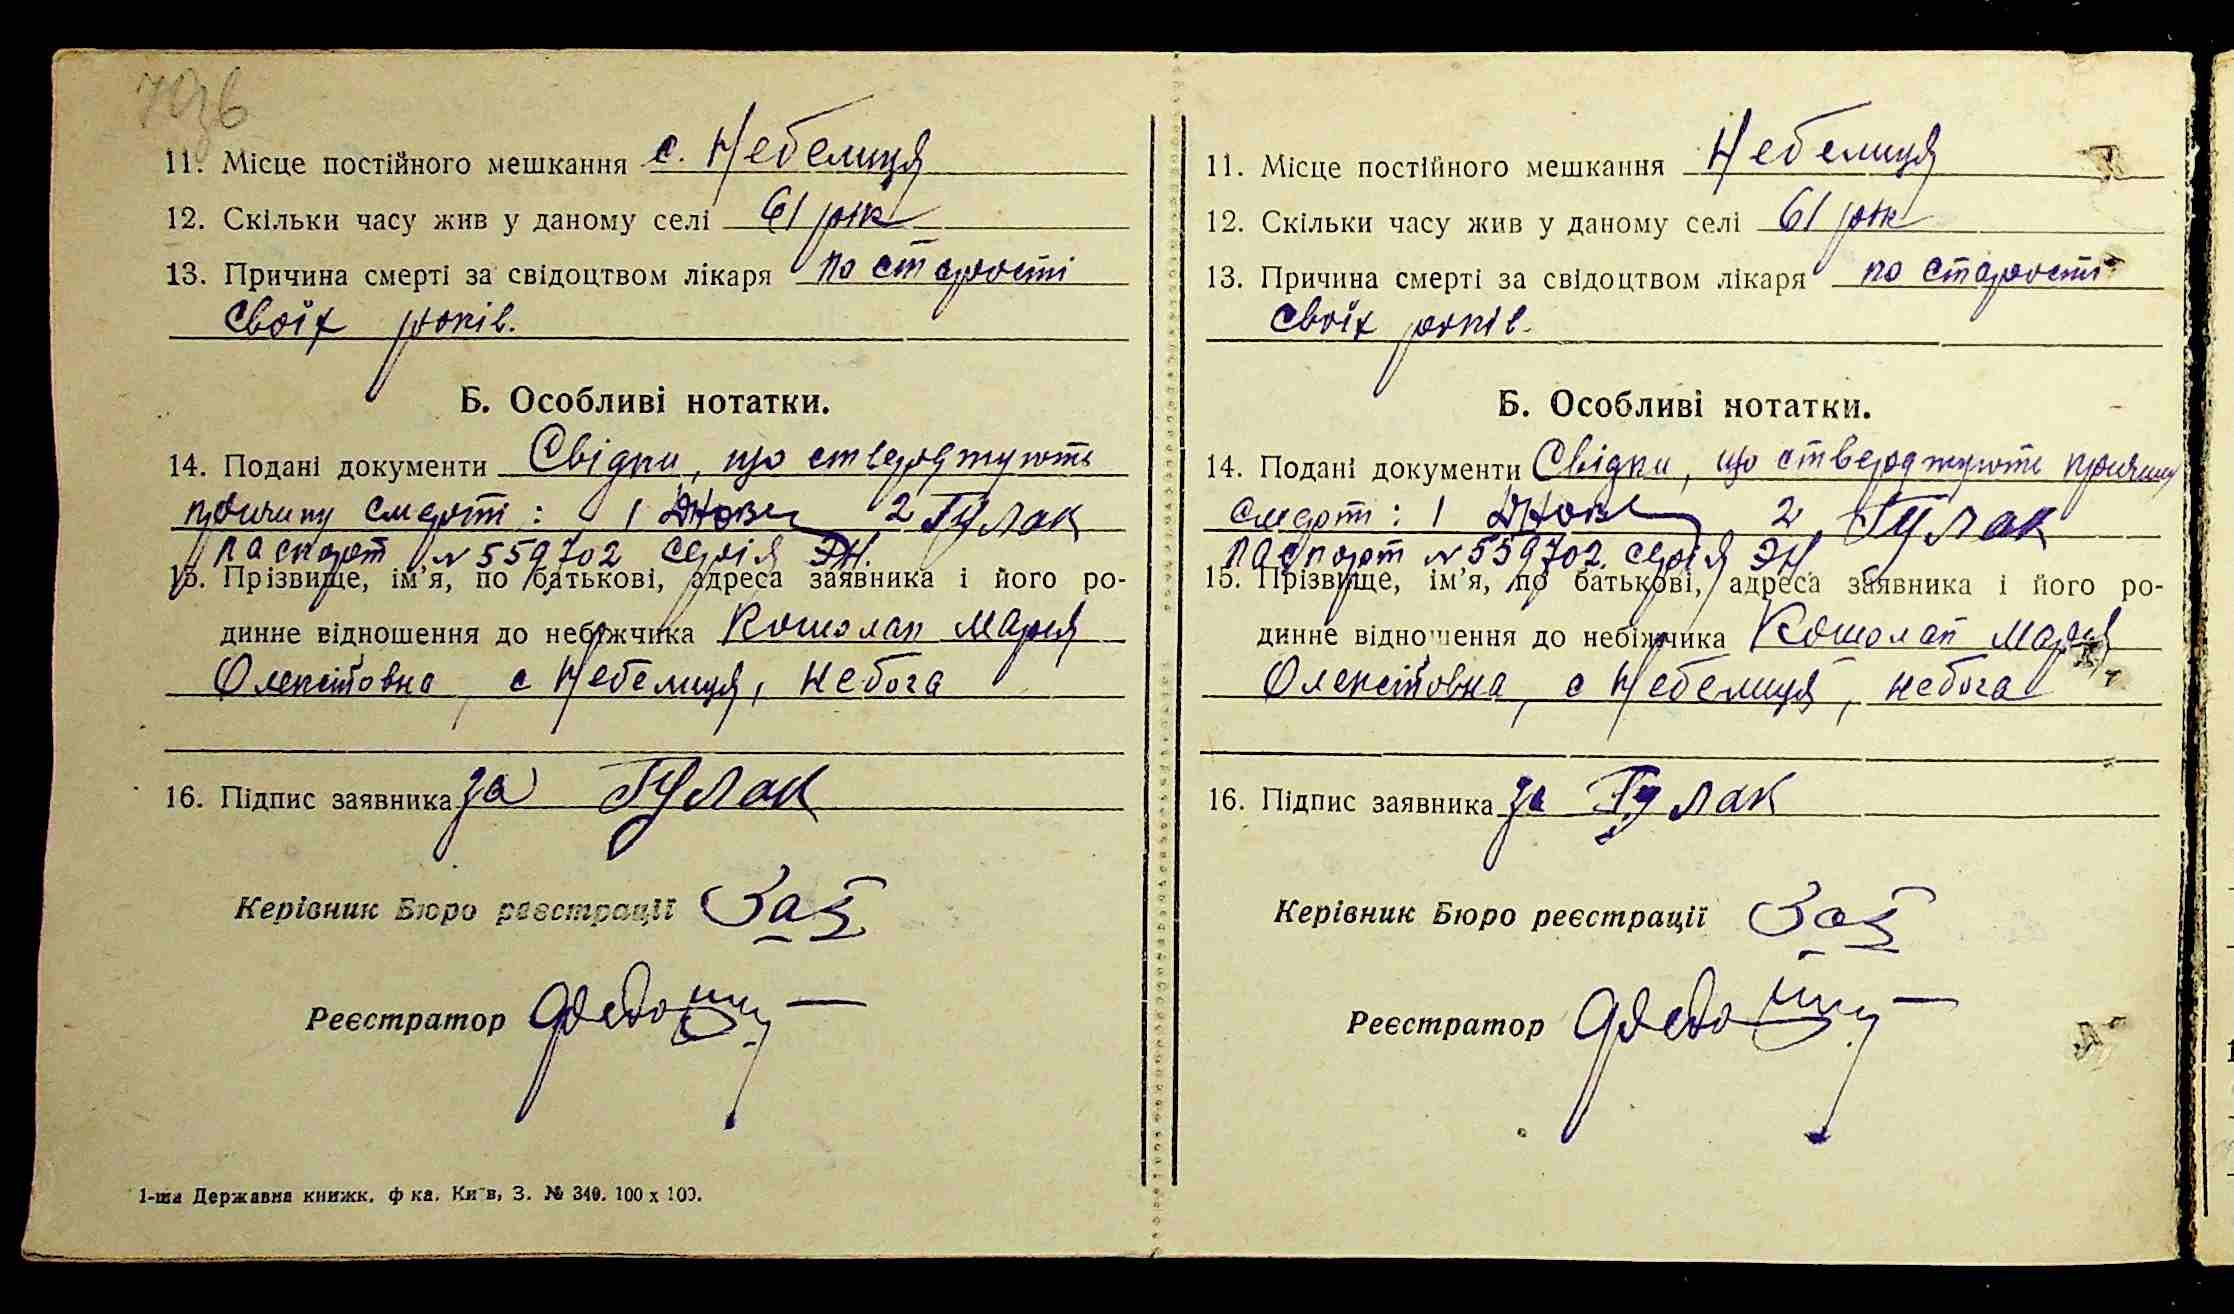 11. Місце постійного мешкання с. Небелиця
12. Скільки часу жив у даному селі 61 рік
13. Причина смерті за свідоцтвом лікаря по старості
своїх років.
Б. Особливі нотатки.
14. Подані документи Свідки, що стверджують
причину смерті: 1 2 Гулак
паспорт № 559702 серія ЭН.
15. Прізвище, ім'я, по батькові, адреса заявника і його ро-
динне відношення до небіжчика Кошолап Марія
Олексіївна, с Небелиця, небога
16. Підпис заявника за Гулак
Керівник Бюро реєстрації
Реєстратор
1-ша Державна книжк. ф-ка. Київ, З. № 340. 100 x 100.
11. Місце постійного мешкання Небелиця
12. Скільки часу жив у даному селі 61 рік
13. Причина смерті за свідоцтвом лікаря по старості
своїх років.
Б. Особливі нотатки.
14. Подані документи Свідки, що стверджують причину
смерті: 1 2 Гулак
паспорт № 559702. серія ЭН.
15. Прізвище, ім'я, по батькові, адреса заявника і його ро-
динне відношення до небіжчика Кошолап Марія
Олексіївна, с Небелиця, небога
16. Підпис заявника за Гулак
Керівник Бюро реєстрації
Реєстратор